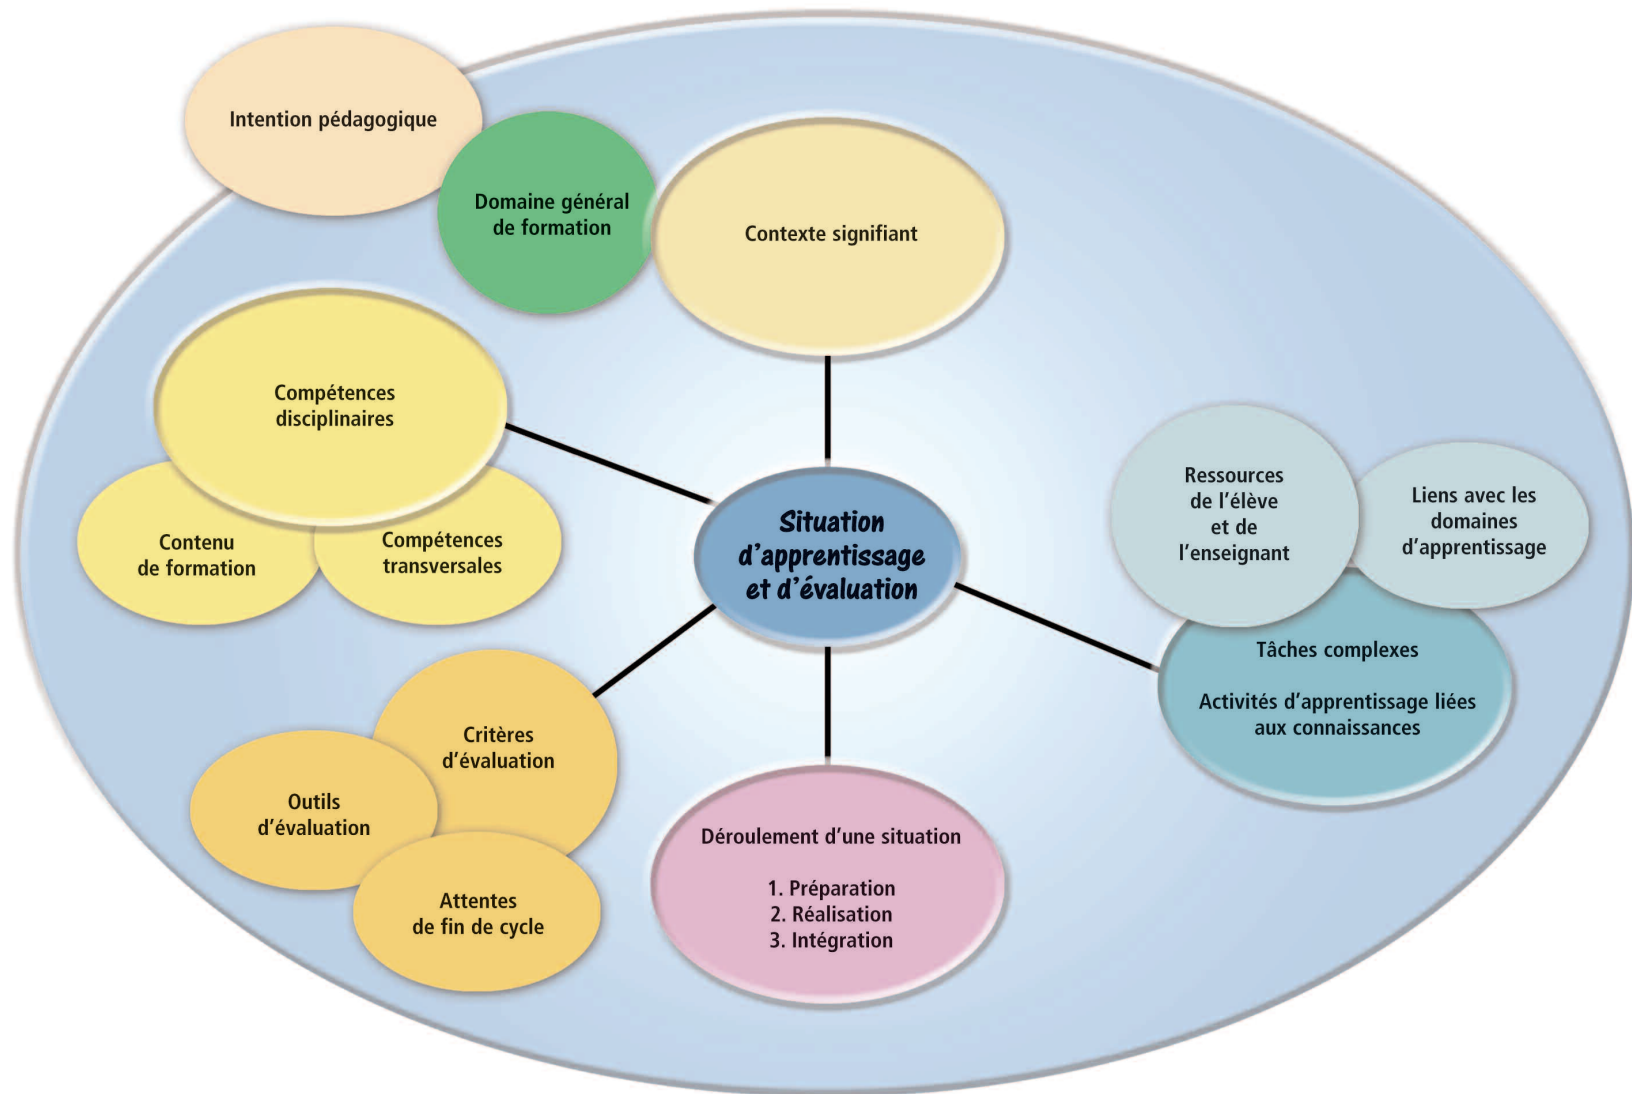 Intention pédagogique
Domaine général
de formation
Contexte signifiant
Compétences
disciplinaires
Contenu
de formation
Compétences
transversales
Situation
d’apprentissage
et d’évaluation
Ressources
de l’élève
et de
l’enseignant
Liens avec les
domaines
d’apprentissage
Tâches complexes
Activités d’apprentissage liées
aux connaissances
Critères
d’évaluation
Outils
d’évaluation
Attentes
de fin de cycle
Déroulement d’une situation
1. Préparation
2. Réalisation
3. Intégration